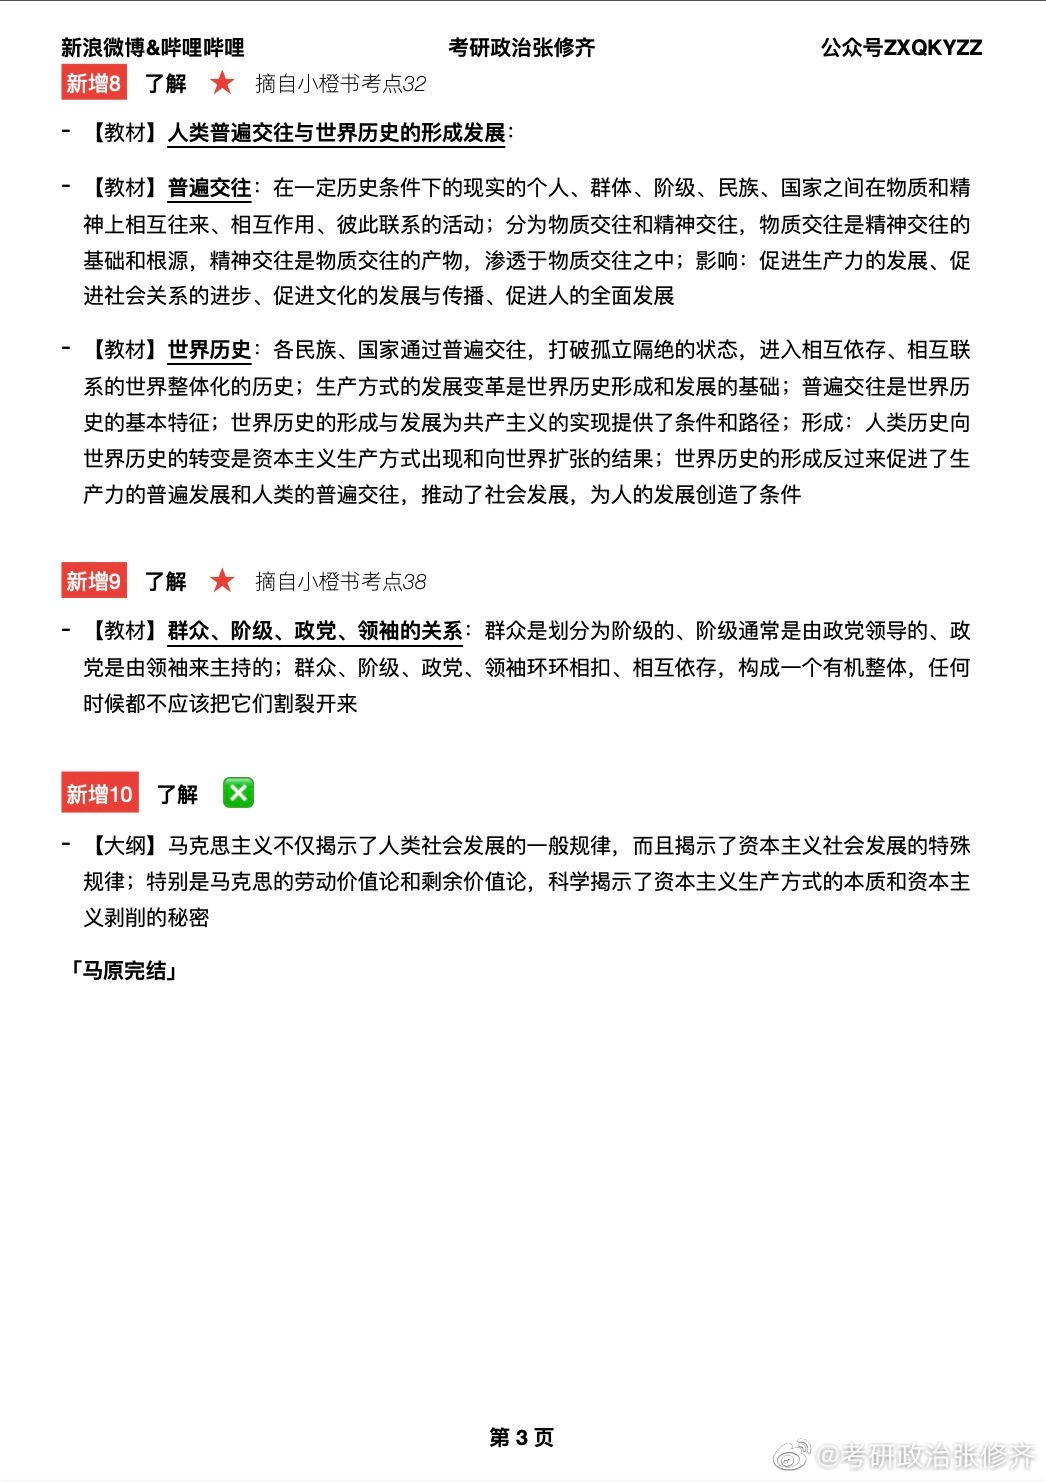 新浪微博&哔哩哔哩 考研政治张修齐 公众号ZXQKYZZ
新增8 了解 ★ 摘自小橙书考点32
- 【教材】人类普遍交往与世界历史的形成发展：
- 【教材】普遍交往：在一定历史条件下的现实的个人、群体、阶级、民族、国家之间在物质和精
神上相互往来、相互作用、彼此联系的活动；分为物质交往和精神交往，物质交往是精神交往的
基础和根源，精神交往是物质交往的产物，渗透于物质交往之中；影响：促进生产力的发展、促
进社会关系的进步、促进文化的发展与传播、促进人的全面发展
- 【教材】世界历史：各民族、国家通过普遍交往，打破孤立隔绝的状态，进入相互依存、相互联
系的世界整体化的历史；生产方式的发展变革是世界历史形成和发展的基础；普遍交往是世界历
史的基本特征；世界历史的形成与发展为共产主义的实现提供了条件和路径；形成：人类历史向
世界历史的转变是资本主义生产方式出现和向世界扩张的结果；世界历史的形成反过来促进了生
产力的普遍发展和人类的普遍交往，推动了社会发展，为人的发展创造了条件
新增9 了解 ★ 摘自小橙书考点38
- 【教材】群众、阶级、政党、领袖的关系：群众是划分为阶级的、阶级通常是由政党领导的、政
党是由领袖来主持的；群众、阶级、政党、领袖环环相扣、相互依存，构成一个有机整体，任何
时候都不应该把它们割裂开来
新增10 了解 ❎
- 【大纲】马克思主义不仅揭示了人类社会发展的一般规律，而且揭示了资本主义社会发展的特殊
规律；特别是马克思的劳动价值论和剩余价值论，科学揭示了资本主义生产方式的本质和资本主
义剥削的秘密
「马原完结」
第 3 页
@考研政治张修齐